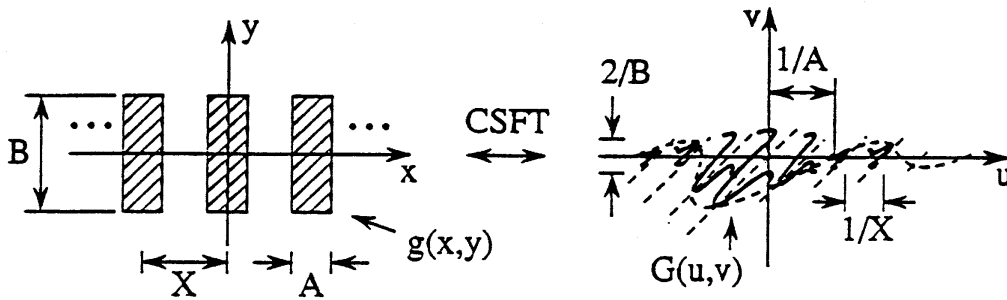 y
B
...
...
x
g(x,y)
X
A
CSFT
v
1/A
2/B
u
1/X
G(u,v)